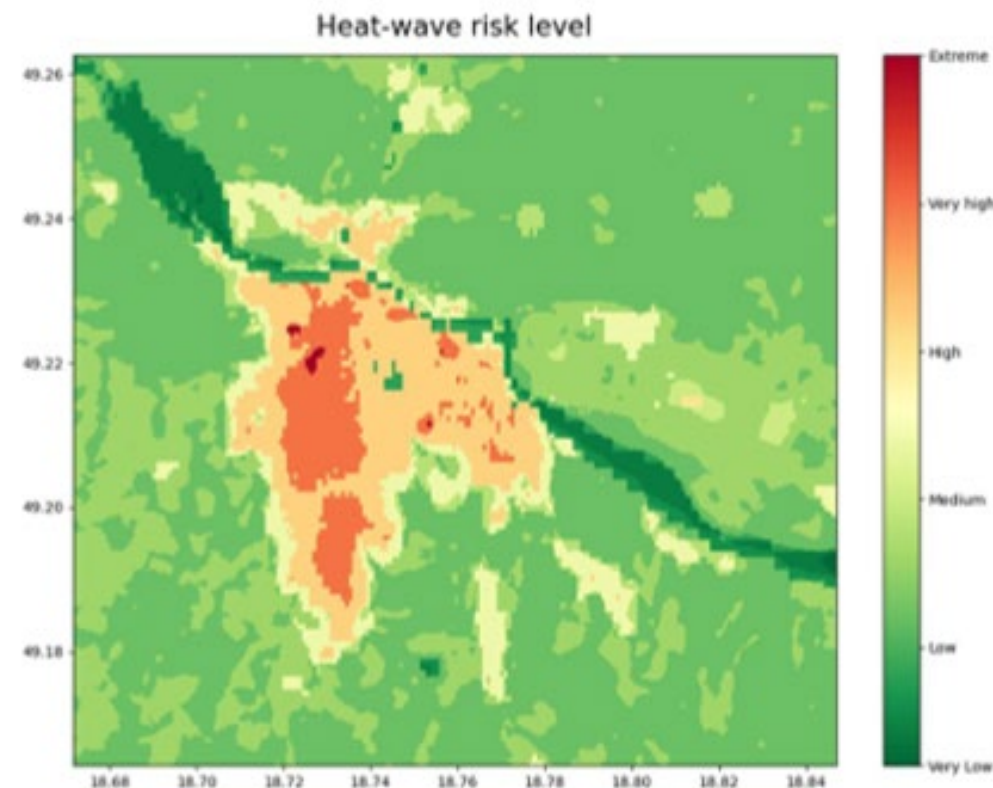 Heat-wave risk level
49.26
49.24
49.22
49.20
49.18
18.68 18.70 18.72 18.74 18.76 18.78 18.80 18.82 18.84
Extreme
Very high
High
Medium
Low
Very Low